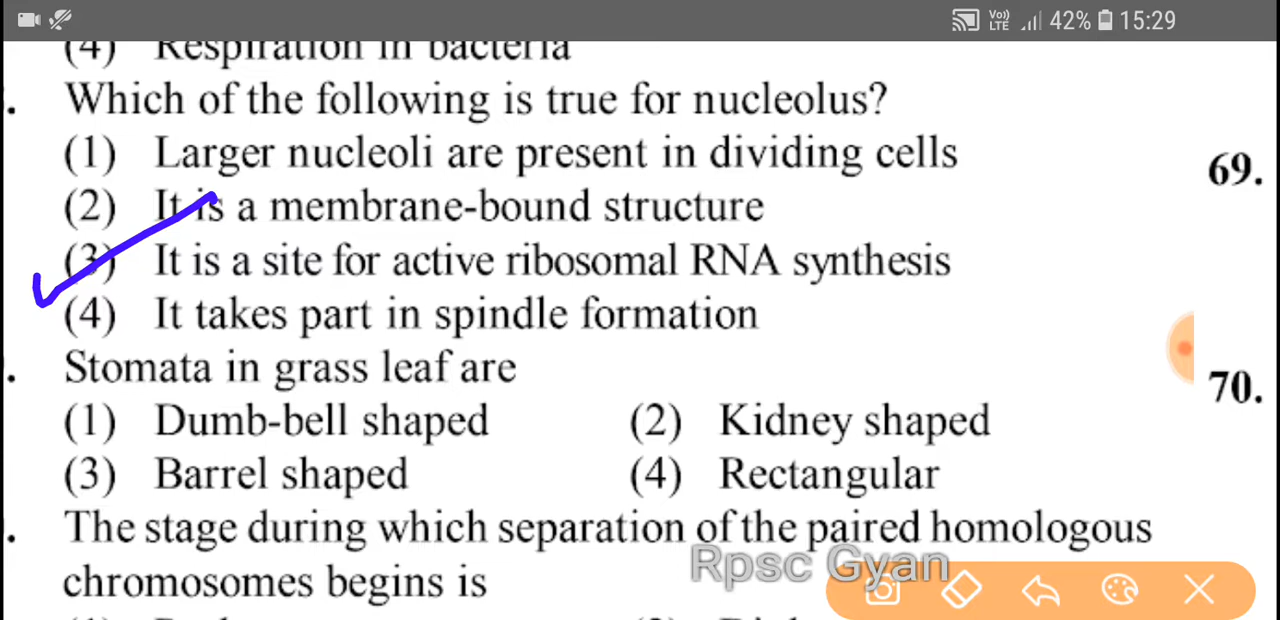 Vo)) LTE 42% 15:29
(4) Respiration in bacteria
. Which of the following is true for nucleolus?
(1) Larger nucleoli are present in dividing cells
69.
(2) It is a membrane-bound structure
(3) It is a site for active ribosomal RNA synthesis
(4) It takes part in spindle formation
. Stomata in grass leaf are
70.
(1) Dumb-bell shaped (2) Kidney shaped
(3) Barrel shaped (4) Rectangular
. The stage during which separation of the paired homologous
Rpsc Gyan
chromosomes begins is